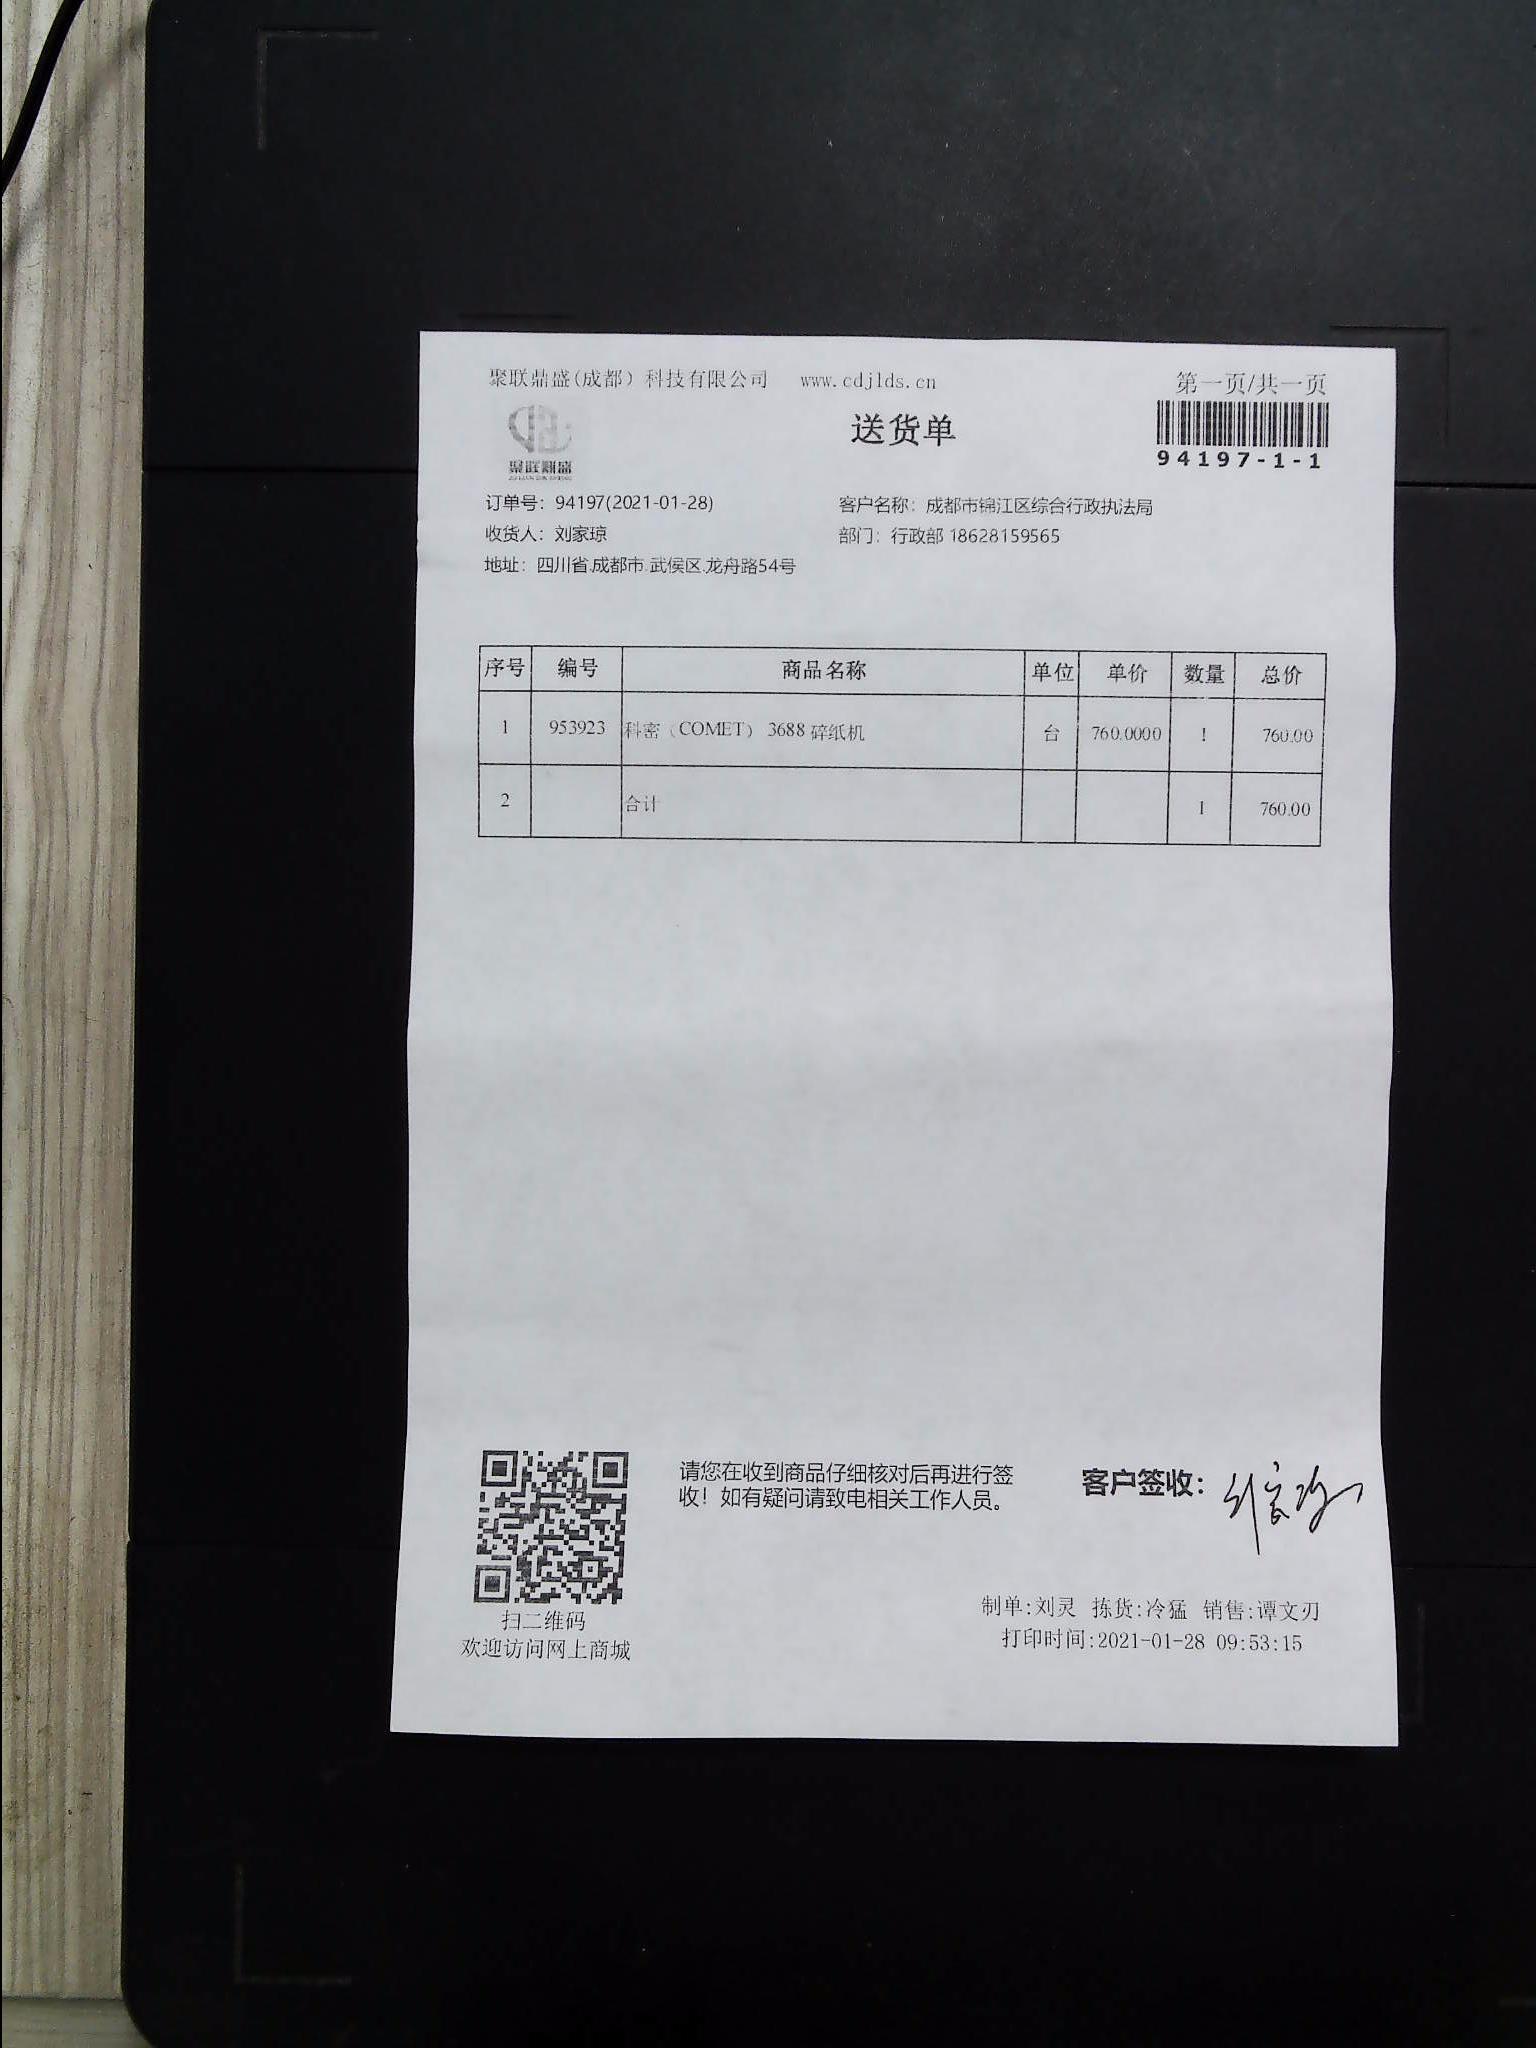 聚联鼎盛(成都）科技有限公司 www.cdjlds.cn
第一页/共一页
聚联鼎盛
送货单
94197-1-1
订单号：94197(2021-01-28)
客户名称：成都市锦江区综合行政执法局
收货人：刘家琼
部门：行政部 18628159565
地址：四川省.成都市.武侯区.龙舟路54号
序号 编号 商品名称 单位 单价 数量 总价
1 953923 科密（COMET） 3688 碎纸机 台 760.0000 1 760.00
2 合计 1 760.00
请您在收到商品仔细核对后再进行签
收！如有疑问请致电相关工作人员。
客户签收：
扫二维码
欢迎访问网上商城
制单:刘灵 拣货:冷猛 销售:谭文刃
打印时间:2021-01-28 09:53:15